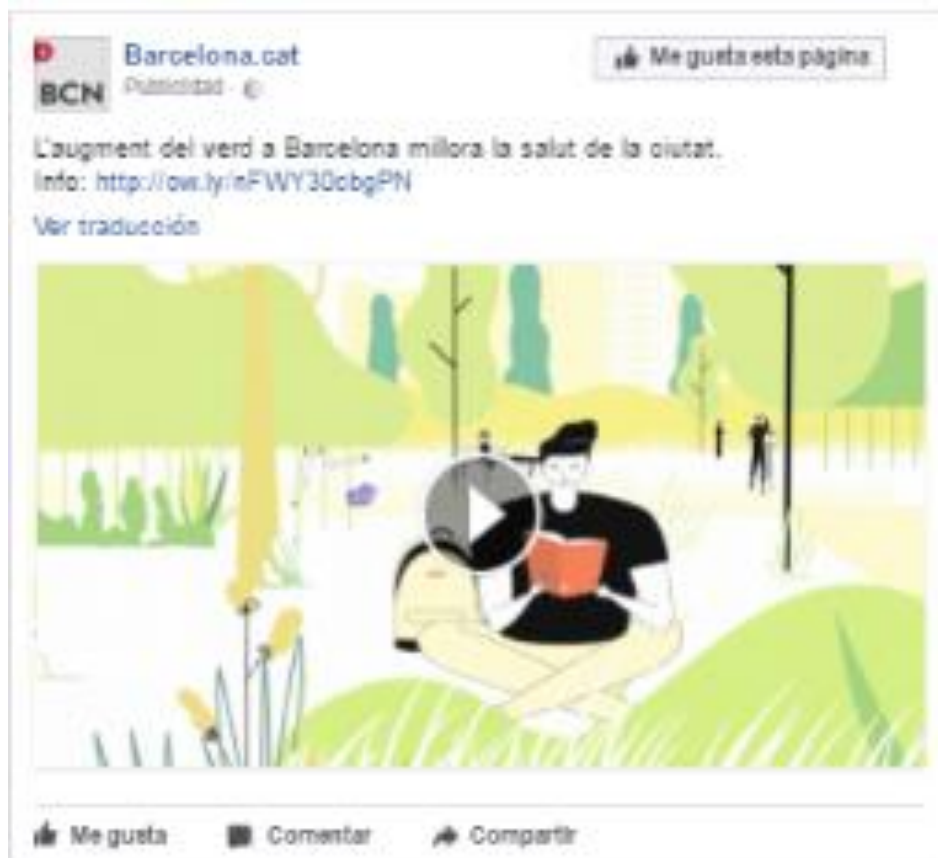 Barcelona.cat
Me gusta esta página
BCN
Publicidad
L'augment del verd a Barcelona millora la salut de la ciutat.
Info: http://ow.ly/nFWY30cbgPN
Ver traducción
Me gusta Comentar Compartir